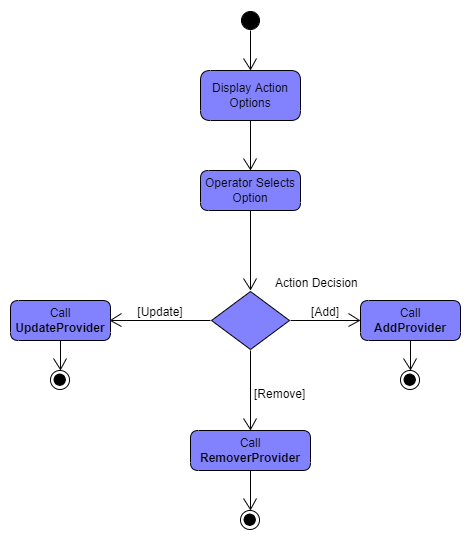 Display Action
Options
Operator Selects
Option
Action Decision
[Update]
[Add]
Call
UpdateProvider
Call
AddProvider
[Remove]
Call
RemoverProvider